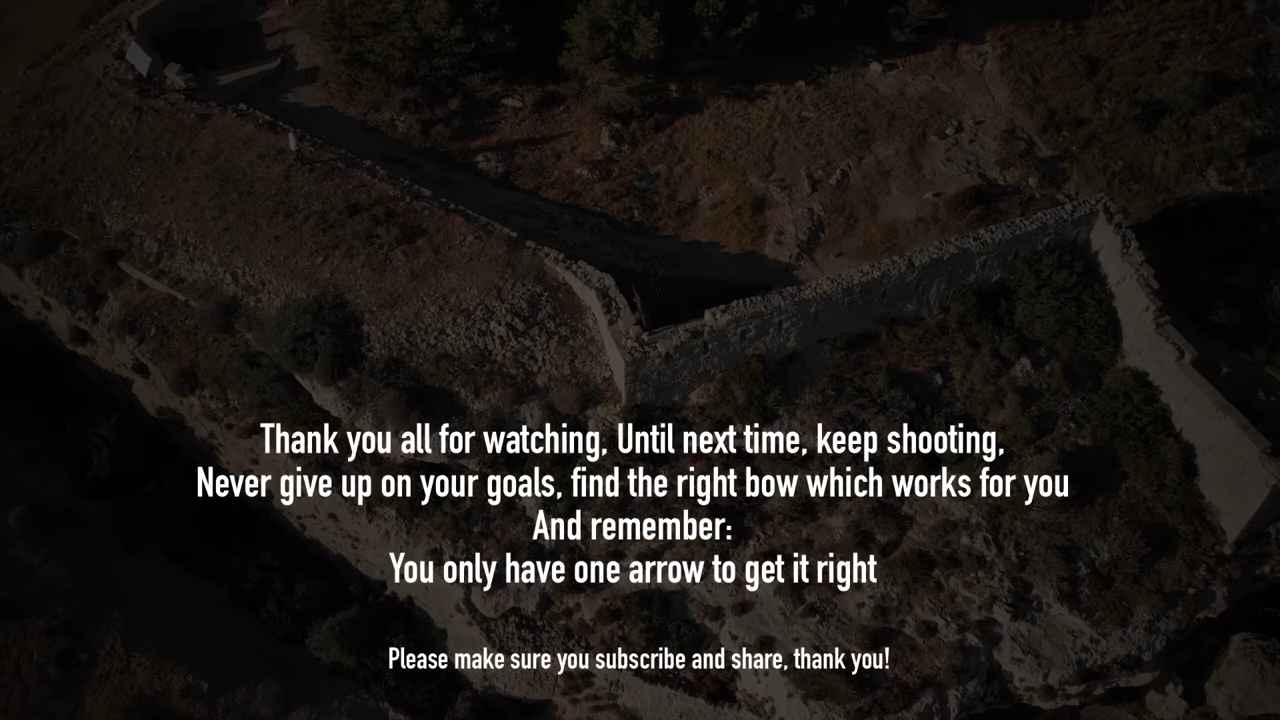 Thank you all for watching, Until next time, keep shooting,
Never give up on your goals, find the right bow which works for you
And remember:
You only have one arrow to get it right
Please make sure you subscribe and share, thank you!